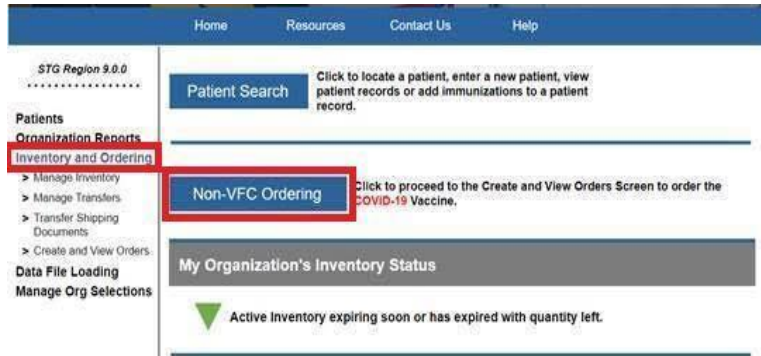 Home Resources Contact Us Help
STG Region 9.0.0
Patients
Organization Reports
Inventory and Ordering
> Manage Inventory
> Manage Transfers
> Transfer Shipping
Documents
> Create and View Orders
Data File Loading
Manage Org Selections
Patient Search
Click to locate a patient, enter a new patient, view
patient records or add immunizations to a patient
record.
Non-VFC Ordering
Click to proceed to the Create and View Orders Screen to order the
COVID-19 Vaccine.
My Organization's Inventory Status
Active Inventory expiring soon or has expired with quantity left.